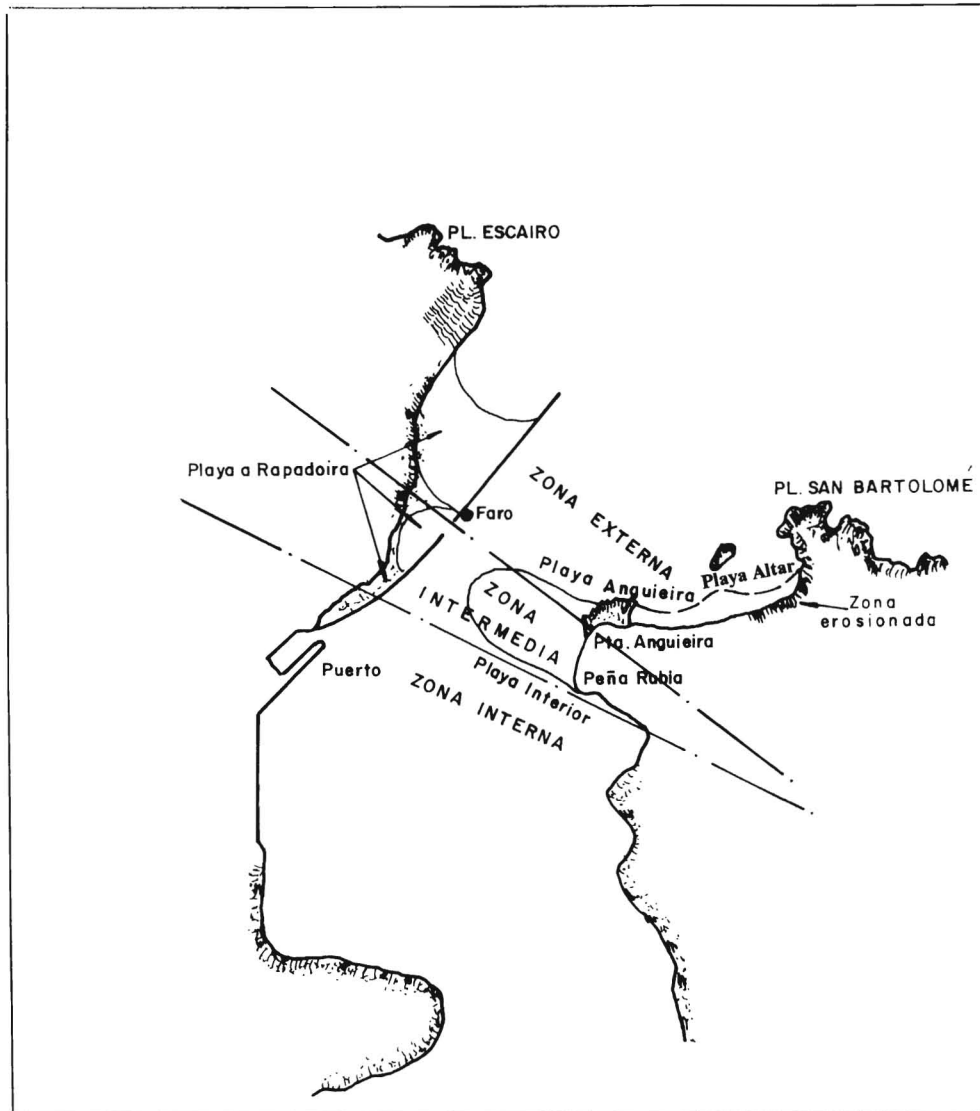 PL. ESCAIRO
Playa a Rapadoira
Faro
ZONA EXTERNA
PL. SAN BARTOLOMÉ
Playa Anguieira
Playa Altar
Zona
erosionada
ZONA
INTERMEDIA
Pta. Anguieira
Peña Rubia
Puerto
Playa Interior
ZONA INTERNA